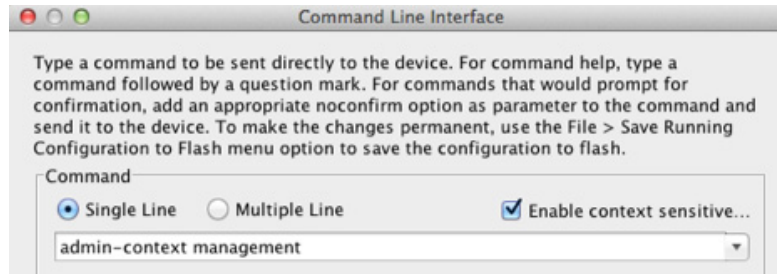 Command Line Interface
Type a command to be sent directly to the device. For command help, type a
command followed by a question mark. For commands that would prompt for
confirmation, add an appropriate noconfirm option as parameter to the command and
send it to the device. To make the changes permanent, use the File > Save Running
Configuration to Flash menu option to save the configuration to flash.
Command
Single Line Multiple Line Enable context sensitive...
admin-context management